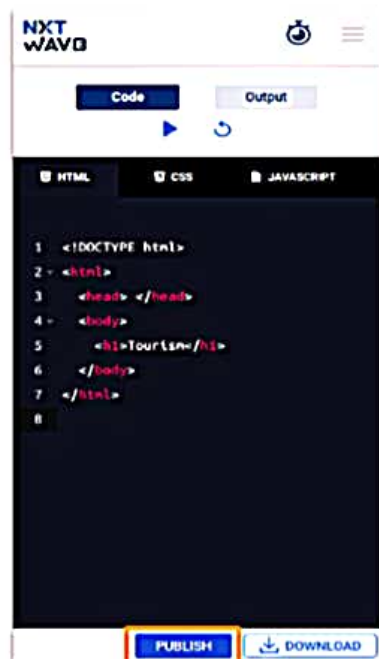 NXT
WAVE
Code Output
HTML CSS JAVASCRIPT
1 <!DOCTYPE html>
2 <html>
3 <head> </head>
4 <body>
5 <h1>Tourism</h1>
6 </body>
7 </html>
8
PUBLISH DOWNLOAD